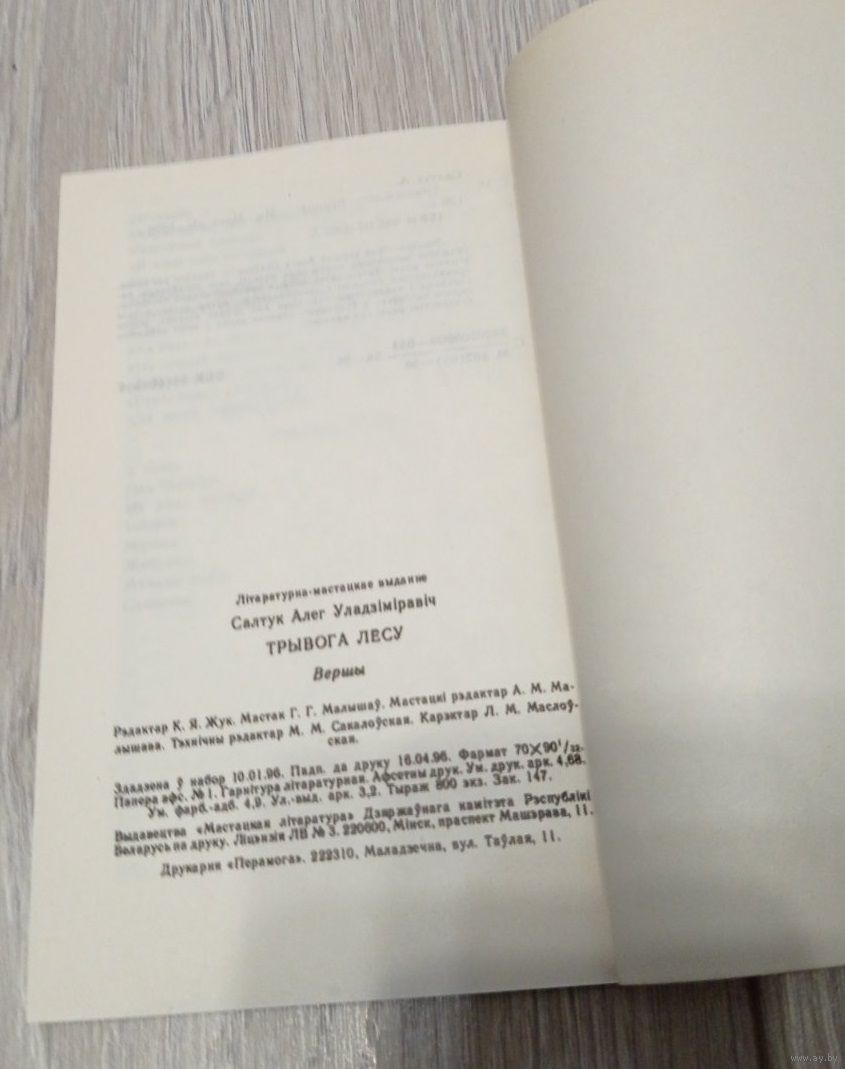 Літаратурна-мастацкае выданне
Салтук Алег Уладзіміравіч
ТРЫВОГА ЛЕСУ
Вершы
Рэдактар К. Я. Жук. Мастак Г. Г. Малышаў. Мастацкі рэдактар А. М. Ма-
лышава. Тэхнічны рэдактар М. М. Сакалоўская. Карэктар Л. М. Маслоў-
ская.
Здадзена ў набор 10.01.96. Падп. да друку 16.04.96. Фармат 70×90¹/₃₂.
Папера афс. № 1. Гарнітура літаратурная. Афсетны друк. Ум. друк. арк. 4,68.
Ум. фарб.-адб. 4,9. Ул.-выд. арк. 3,2. Тыраж 800 экз. Зак. 147.
Выдавецтва «Мастацкая літаратура» Дзяржаўнага камітэта Рэспублікі
Беларусь па друку. Ліцэнзія ЛВ № 3. 220600, Мінск, праспект Машэрава, 11.
Друкарня «Перамога». 222310, Маладзечна, вул. Таўлая, 11.
www.ay.by